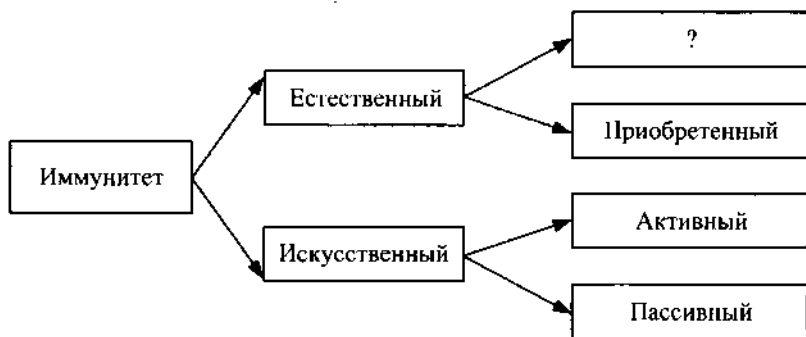 ?
Естественный
Приобретенный
Иммунитет
Активный
Искусственный
Пассивный